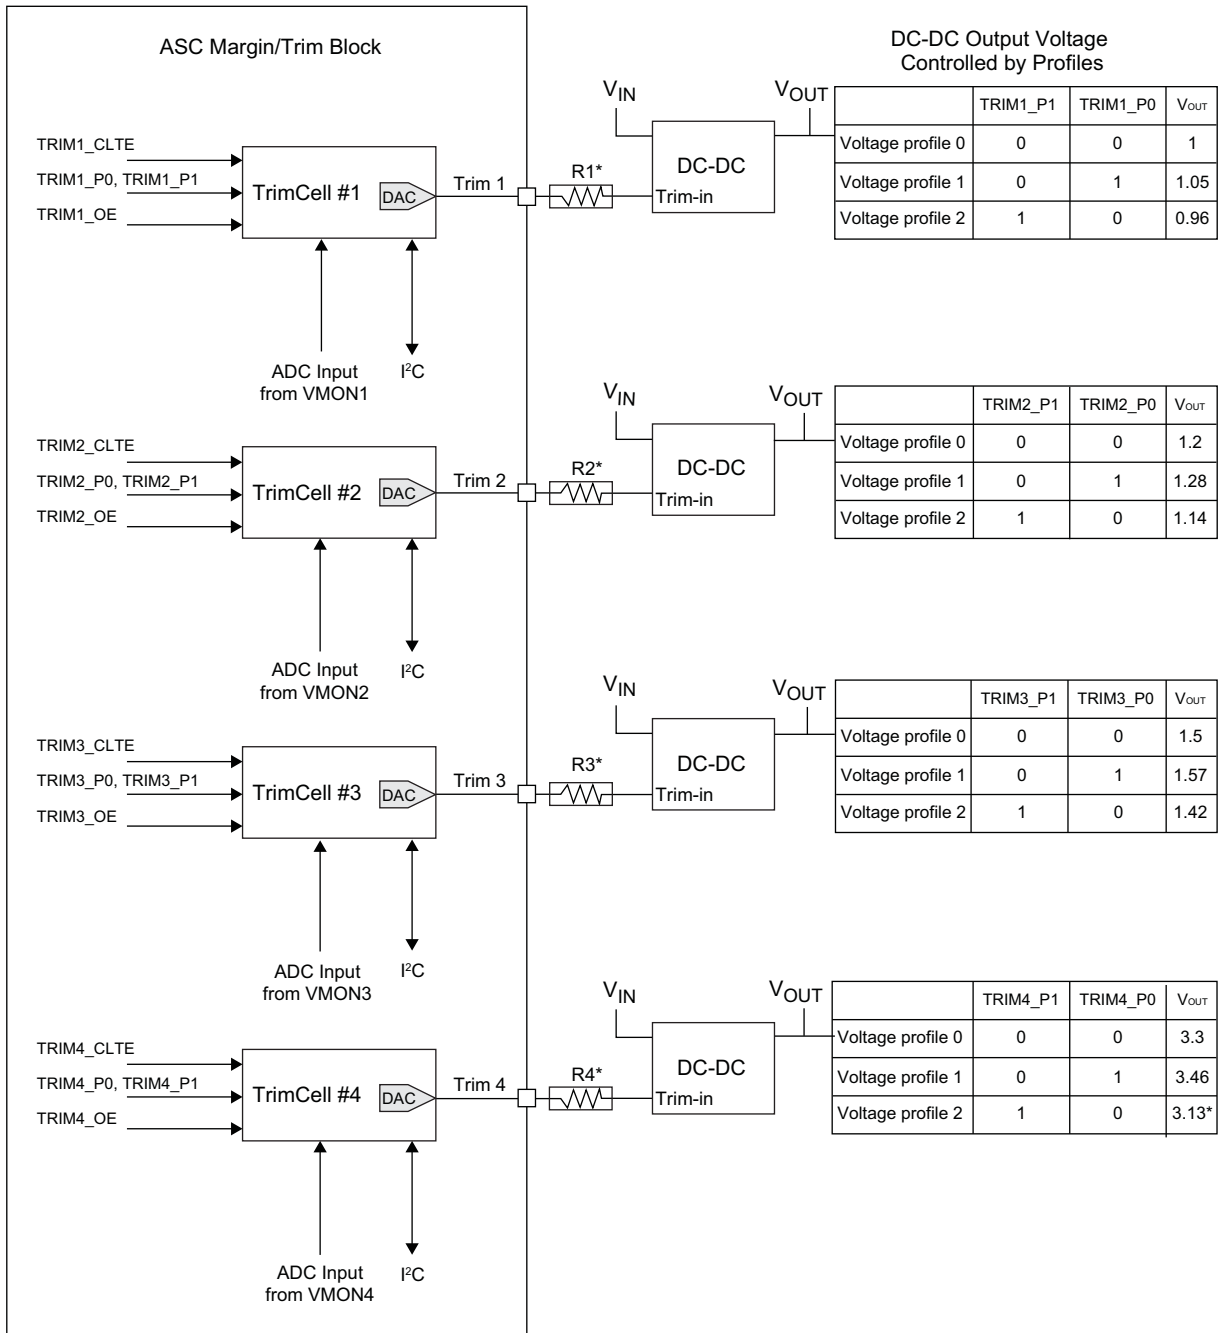 ASC Margin/Trim Block
DC-DC Output Voltage
Controlled by Profiles
TRIM1_CLTE
TRIM1_P0, TRIM1_P1
TRIM1_OE
TrimCell #1
DAC
Trim 1
R1*
VIN
DC-DC
Trim-in
VOUT
TRIM1_P1 TRIM1_P0 VOUT
Voltage profile 0 0 0 1
Voltage profile 1 0 1 1.05
Voltage profile 2 1 0 0.96
ADC Input
from VMON1
I²C
TRIM2_CLTE
TRIM2_P0, TRIM2_P1
TRIM2_OE
TrimCell #2
DAC
Trim 2
R2*
VIN
DC-DC
Trim-in
VOUT
TRIM2_P1 TRIM2_P0 VOUT
Voltage profile 0 0 0 1.2
Voltage profile 1 0 1 1.28
Voltage profile 2 1 0 1.14
ADC Input
from VMON2
I²C
TRIM3_CLTE
TRIM3_P0, TRIM3_P1
TRIM3_OE
TrimCell #3
DAC
Trim 3
R3*
VIN
DC-DC
Trim-in
VOUT
TRIM3_P1 TRIM3_P0 VOUT
Voltage profile 0 0 0 1.5
Voltage profile 1 0 1 1.57
Voltage profile 2 1 0 1.42
ADC Input
from VMON3
I²C
TRIM4_CLTE
TRIM4_P0, TRIM4_P1
TRIM4_OE
TrimCell #4
DAC
Trim 4
R4*
VIN
DC-DC
Trim-in
VOUT
TRIM4_P1 TRIM4_P0 VOUT
Voltage profile 0 0 0 3.3
Voltage profile 1 0 1 3.46
Voltage profile 2 1 0 3.13*
ADC Input
from VMON4
I²C